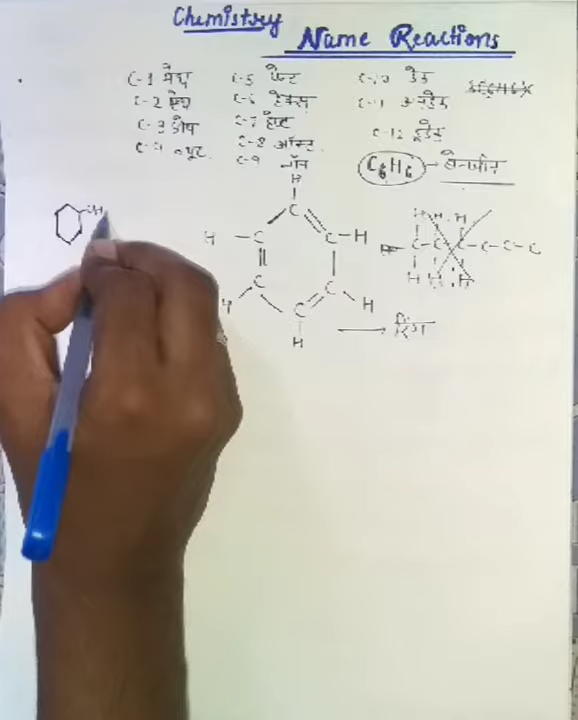 Chemistry
Name Reactions
C-1 मेथ C-5 पेन्ट C-10 डेक
C-2 ऐथ C-6 हेक्स C-11 अनडेक
C-3 प्रोप C-7 हेप्ट C-12 डूडेक
C-4 ब्यूट C-8 ऑक्ट
C-9 नॉन C6H6 → बेन्जीन
H
C
H - C C - H
C C
H C H
H
H H H
C - C - C - C - C - C
H H H
→ रिंग